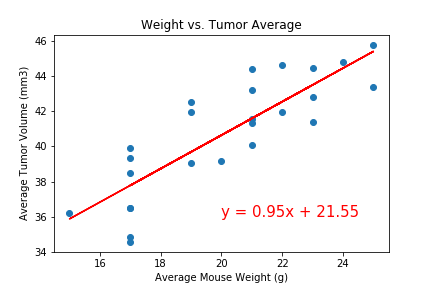 Weight vs. Tumor Average
46
44
42
40
38
36
34
Average Tumor Volume (mm3)
y = 0.95x + 21.55
16 18 20 22 24
Average Mouse Weight (g)